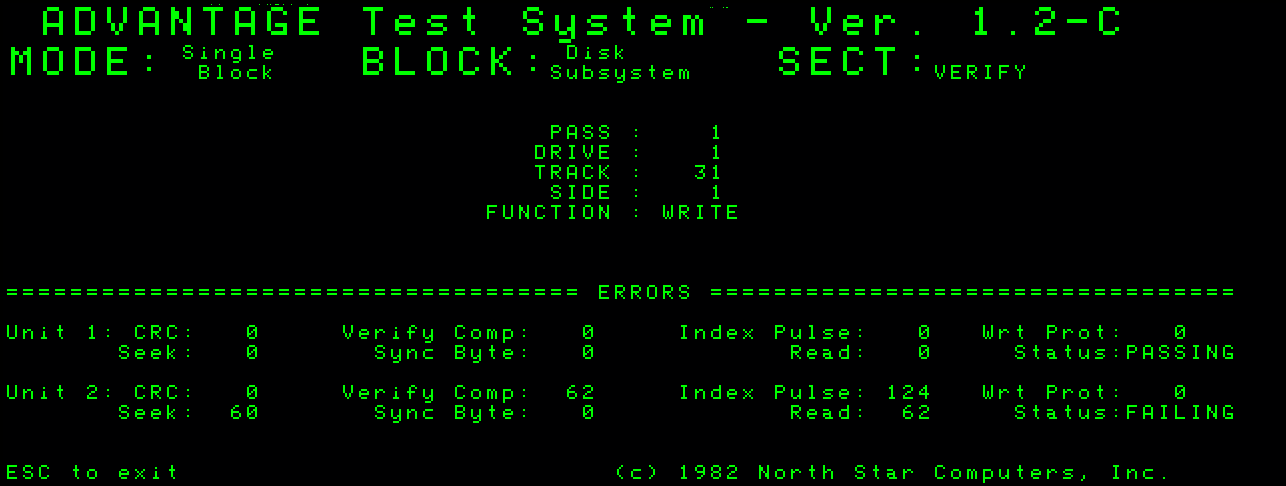 ADVANTAGE Test System - Ver. 1.2-C
MODE: Single Block BLOCK: Disk Subsystem SECT: VERIFY
PASS : 1
DRIVE : 1
TRACK : 31
SIDE : 1
FUNCTION : WRITE
==================================== ERRORS =================================
Unit 1: CRC: 0 Verify Comp: 0 Index Pulse: 0 Wrt Prot: 0
Seek: 0 Sync Byte: 0 Read: 0 Status:PASSING
Unit 2: CRC: 0 Verify Comp: 62 Index Pulse: 124 Wrt Prot: 0
Seek: 60 Sync Byte: 0 Read: 62 Status:FAILING
ESC to exit (c) 1982 North Star Computers, Inc.